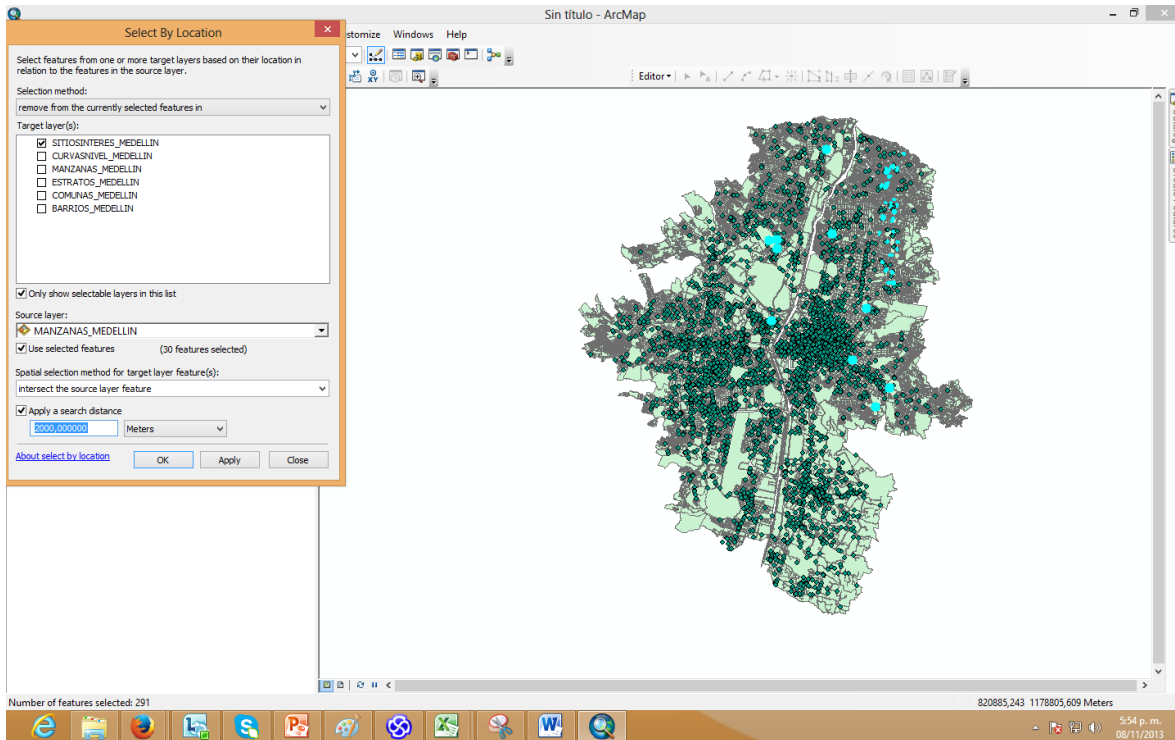 Sin título - ArcMap
Select By Location
stomize Windows Help
Select features from one or more target layers based on their location in
relation to the features in the source layer.
Selection method:
remove from the currently selected features in
Target layer(s):
SITIOSINTERES_MEDELLIN
CURVASNIVEL_MEDELLIN
MANZANAS_MEDELLIN
ESTRATOS_MEDELLIN
COMUNAS_MEDELLIN
BARRIOS_MEDELLIN
Only show selectable layers in this list
Source layer:
MANZANAS_MEDELLIN
Use selected features (30 features selected)
Spatial selection method for target layer feature(s):
intersect the source layer feature
Apply a search distance
2000,000000 Meters
About select by location OK Apply Close
XY
Editor
Number of features selected: 291
820885,243 1178805,609 Meters
5:54 p. m.
08/11/2013